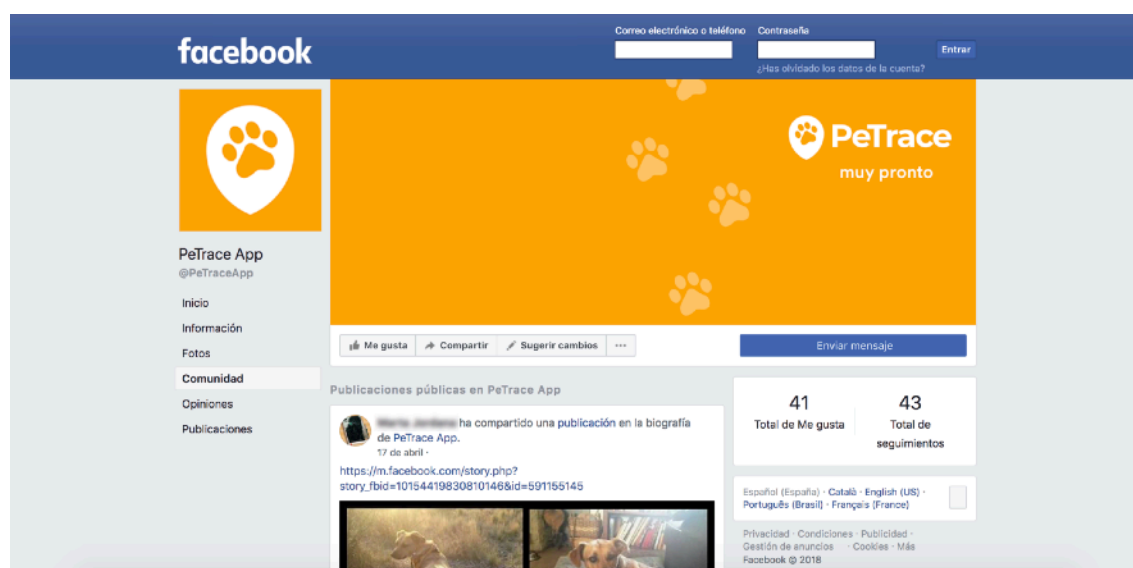 facebook
Correo electrónico o teléfono
Contraseña
Entrar
¿Has olvidado los datos de la cuenta?
PeTrace
muy pronto
PeTrace App
@PeTraceApp
Inicio
Información
Fotos
Comunidad
Opiniones
Publicaciones
Me gusta
Compartir
Sugerir cambios
Enviar mensaje
Publicaciones públicas en PeTrace App
ha compartido una publicación en la biografía
de PeTrace App.
17 de abril ·
https://m.facebook.com/story.php?
story_fbid=10154419830810146&id=591155145
41
Total de Me gusta
43
Total de
seguimientos
Español (España) · Català · English (US) ·
Português (Brasil) · Français (France)
Privacidad · Condiciones · Publicidad ·
Gestión de anuncios · Cookies · Más
Facebook © 2018